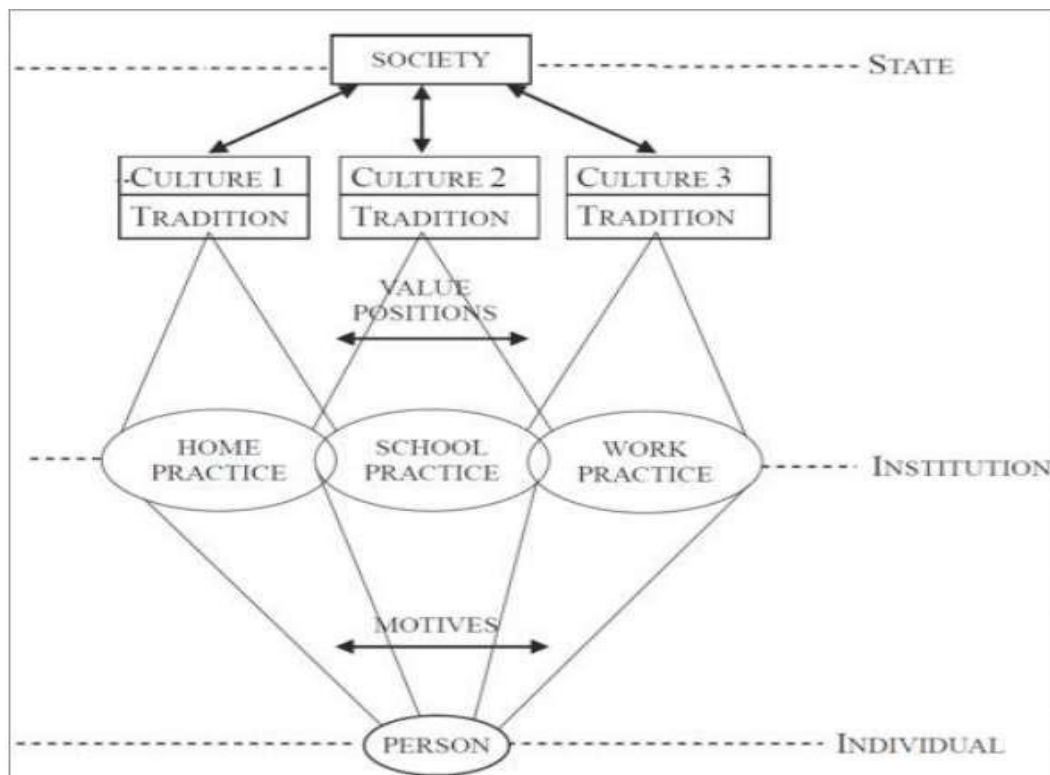 SOCIETY
STATE
CULTURE 1
CULTURE 2
CULTURE 3
TRADITION
TRADITION
TRADITION
VALUE
POSITIONS
HOME
PRACTICE
SCHOOL
PRACTICE
WORK
PRACTICE
INSTITUTION
MOTIVES
PERSON
INDIVIDUAL